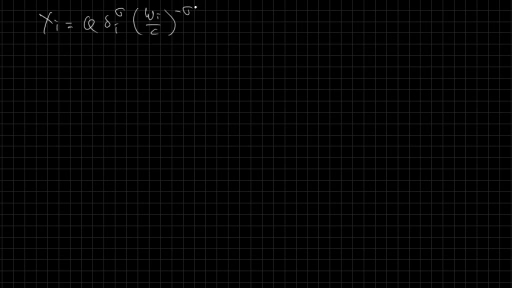 X_i = Q δ_i^σ (w_i/c)^{-σ}